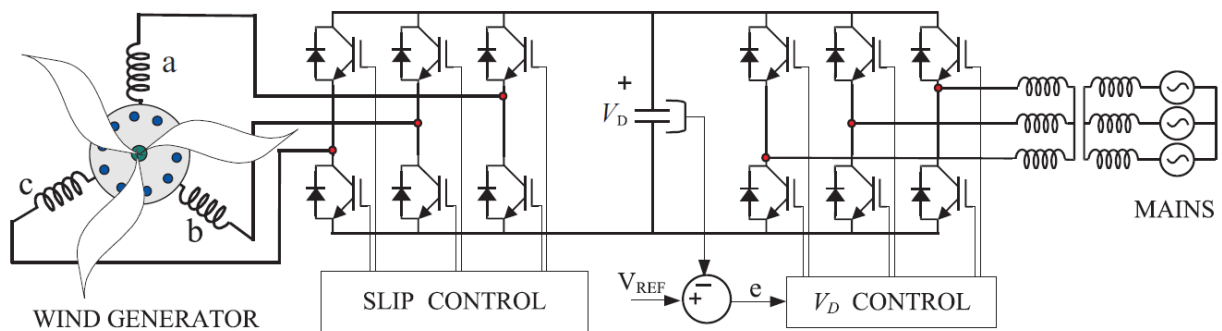 a
c
b
WIND GENERATOR
SLIP CONTROL
+
V_D
V_REF
+
−
e
V_D CONTROL
MAINS